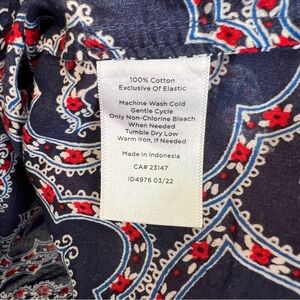 100% Cotton
Exclusive Of Elastic
Machine Wash Cold
Gentle Cycle
Only Non-Chlorine Bleach
When Needed
Tumble Dry Low
Warm Iron, If Needed
Made in Indonesia
CA# 23147
ID4976 03/22